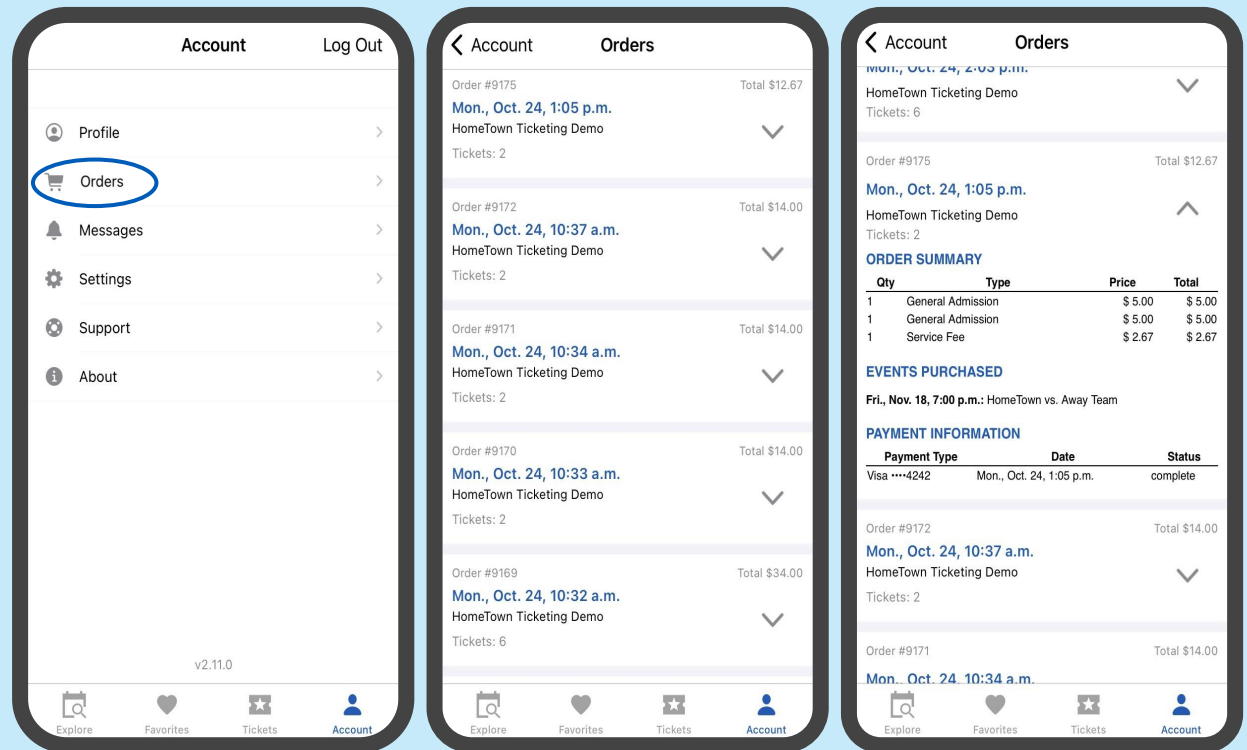 Account Log Out
Profile
Orders
Messages
Settings
Support
About
v2.11.0
Explore Favorites Tickets Account
Account Orders
Order #9175 Total $12.67
Mon., Oct. 24, 1:05 p.m.
HomeTown Ticketing Demo
Tickets: 2
Order #9172 Total $14.00
Mon., Oct. 24, 10:37 a.m.
HomeTown Ticketing Demo
Tickets: 2
Order #9171 Total $14.00
Mon., Oct. 24, 10:34 a.m.
HomeTown Ticketing Demo
Tickets: 2
Order #9170 Total $14.00
Mon., Oct. 24, 10:33 a.m.
HomeTown Ticketing Demo
Tickets: 2
Order #9169 Total $34.00
Mon., Oct. 24, 10:32 a.m.
HomeTown Ticketing Demo
Tickets: 6
Explore Favorites Tickets Account
Account Orders
Mon., Oct. 24, 2:03 p.m.
HomeTown Ticketing Demo
Tickets: 6
Order #9175 Total $12.67
Mon., Oct. 24, 1:05 p.m.
HomeTown Ticketing Demo
Tickets: 2
ORDER SUMMARY
Qty Type Price Total
1 General Admission $ 5.00 $ 5.00
1 General Admission $ 5.00 $ 5.00
1 Service Fee $ 2.67 $ 2.67
EVENTS PURCHASED
Fri., Nov. 18, 7:00 p.m.: HomeTown vs. Away Team
PAYMENT INFORMATION
Payment Type Date Status
Visa ••••4242 Mon., Oct. 24, 1:05 p.m. complete
Order #9172 Total $14.00
Mon., Oct. 24, 10:37 a.m.
HomeTown Ticketing Demo
Tickets: 2
Order #9171 Total $14.00
Mon., Oct. 24, 10:34 a.m.
Explore Favorites Tickets Account